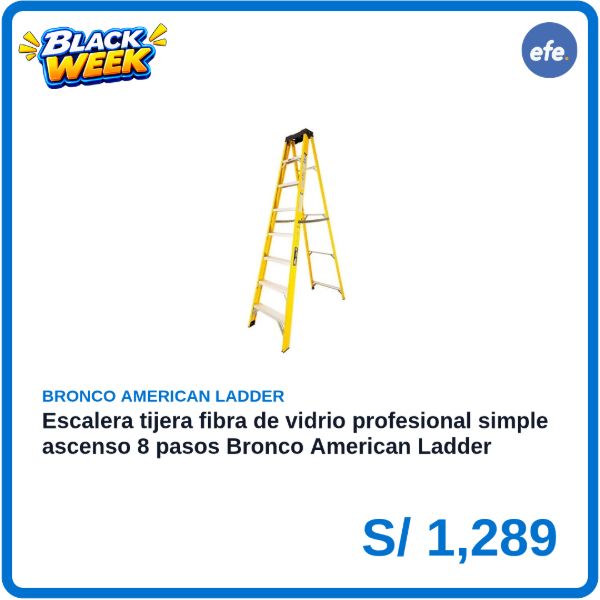 BLACK
WEEK
efe.
BRONCO AMERICAN LADDER
Escalera tijera fibra de vidrio profesional simple
ascenso 8 pasos Bronco American Ladder
S/ 1,289